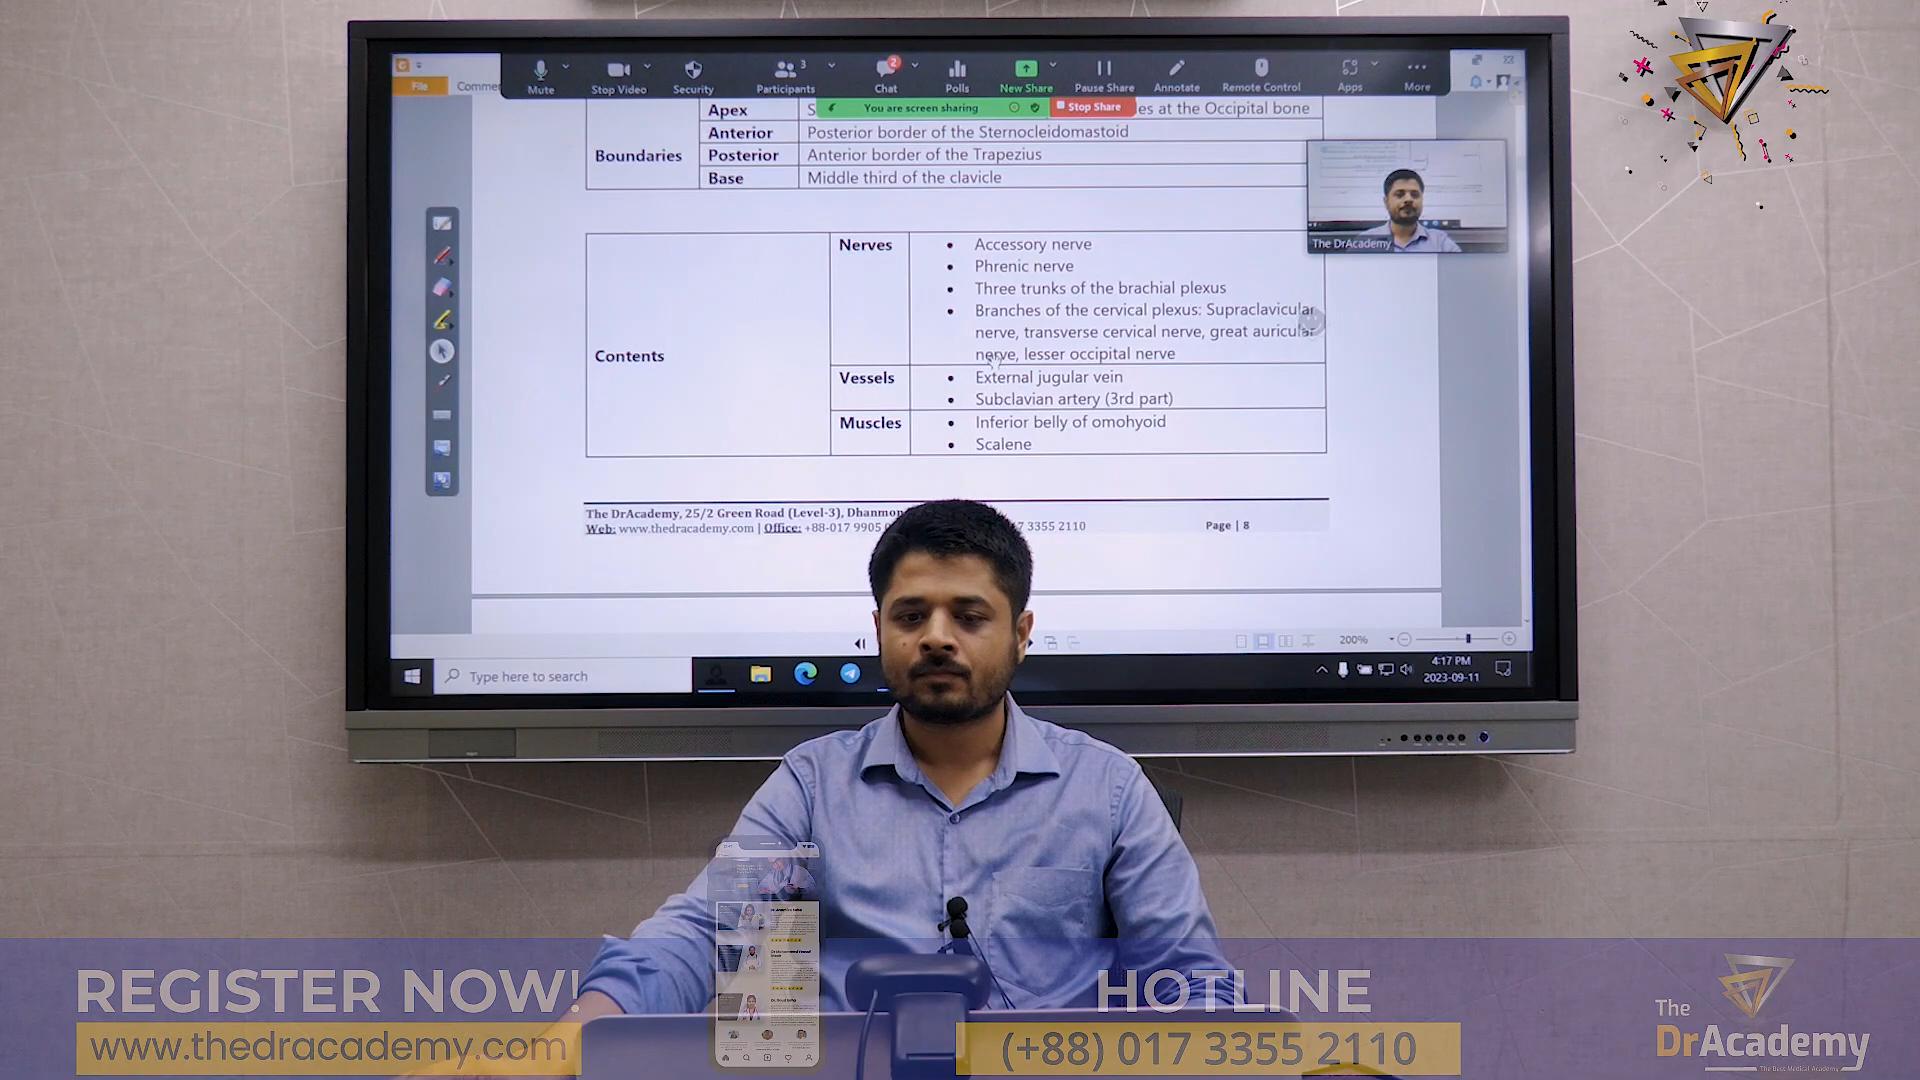 Mute
Stop Video
Security
Participants
3
Chat
2
Polls
New Share
Pause Share
Annotate
Remote Control
Apps
More
File
You are screen sharing
Stop Share
Boundaries
Apex
es at the Occipital bone
Anterior
Posterior border of the Sternocleidomastoid
Posterior
Anterior border of the Trapezius
Base
Middle third of the clavicle
The DrAcademy
Contents
Nerves
• Accessory nerve
• Phrenic nerve
• Three trunks of the brachial plexus
• Branches of the cervical plexus: Supraclavicular
nerve, transverse cervical nerve, great auricular
nerve, lesser occipital nerve
Vessels
• External jugular vein
• Subclavian artery (3rd part)
Muscles
• Inferior belly of omohyoid
• Scalene
The DrAcademy, 25/2 Green Road (Level-3), Dhanmon
Web: www.thedracademy.com | Office: +88-017 9905 7 3355 2110
Page | 8
200%
Type here to search
4:17 PM
2023-09-11
REGISTER NOW!
www.thedracademy.com
HOTLINE
(+88) 017 3355 2110
The
DrAcademy
The Best Medical Academy